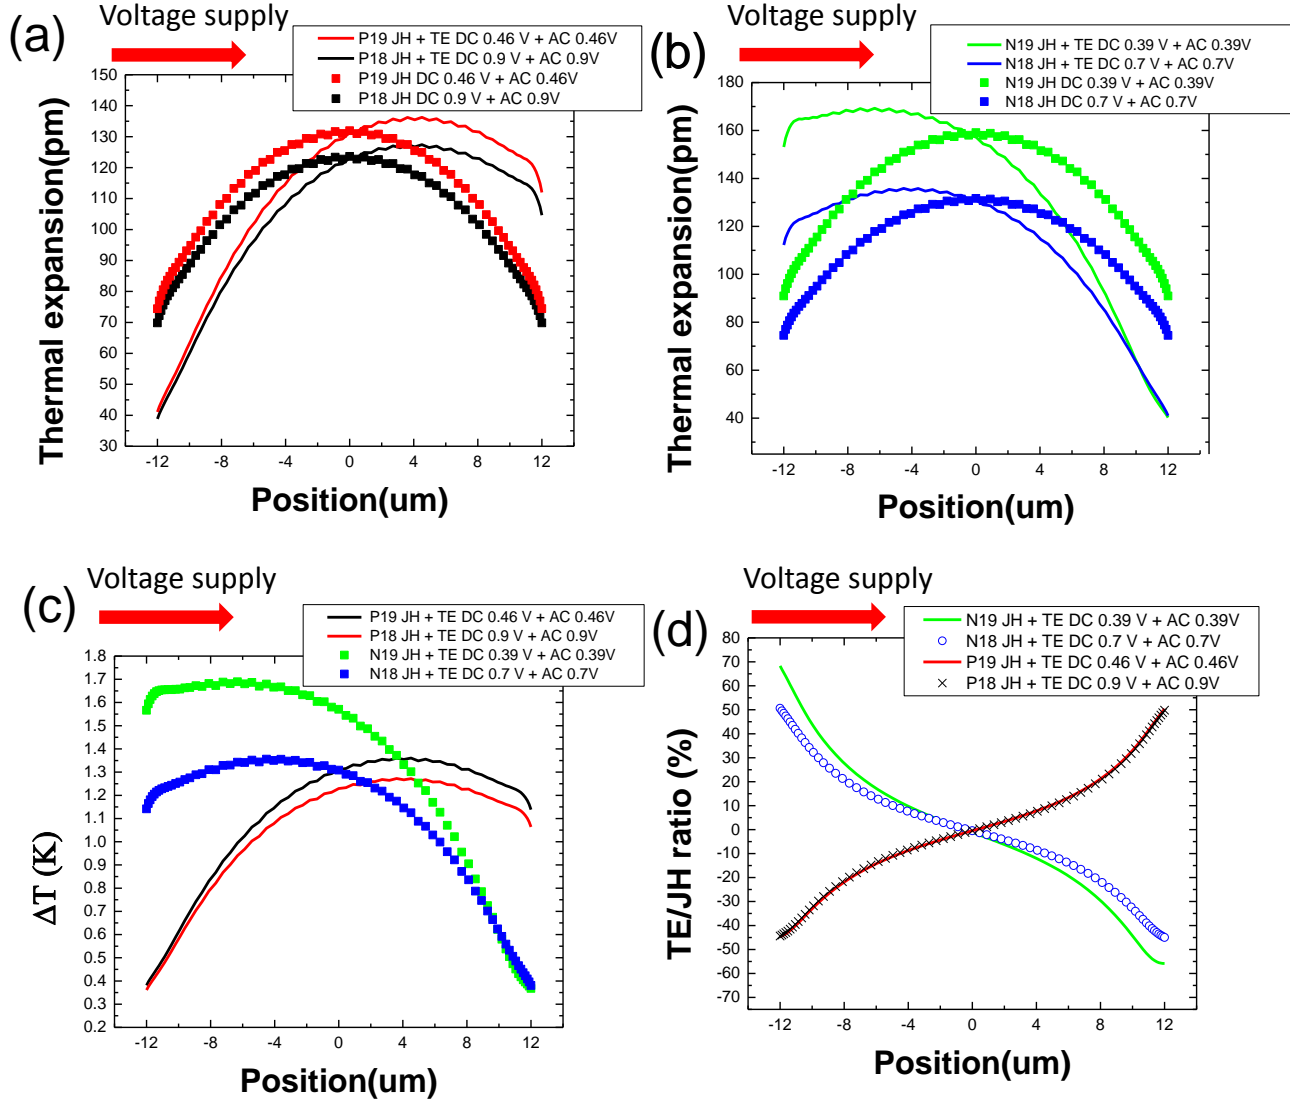 (a)
Voltage supply
P19 JH + TE DC 0.46 V + AC 0.46V
P18 JH + TE DC 0.9 V + AC 0.9V
P19 JH DC 0.46 V + AC 0.46V
P18 JH DC 0.9 V + AC 0.9V
150
140
130
120
110
100
90
80
70
60
50
40
30
Thermal expansion(pm)
-12 -8 -4 0 4 8 12
Position(um)
(b)
Voltage supply
N19 JH + TE DC 0.39 V + AC 0.39V
N18 JH + TE DC 0.7 V + AC 0.7V
N19 JH DC 0.39 V + AC 0.39V
N18 JH DC 0.7 V + AC 0.7V
180
160
140
120
100
80
60
40
Thermal expansion(pm)
-12 -8 -4 0 4 8 12
Position(um)
(c)
Voltage supply
P19 JH + TE DC 0.46 V + AC 0.46V
P18 JH + TE DC 0.9 V + AC 0.9V
N19 JH + TE DC 0.39 V + AC 0.39V
N18 JH + TE DC 0.7 V + AC 0.7V
1.8
1.7
1.6
1.5
1.4
1.3
1.2
1.1
1.0
0.9
0.8
0.7
0.6
0.5
0.4
0.3
0.2
ΔT (K)
-12 -8 -4 0 4 8 12
Position(um)
(d)
Voltage supply
N19 JH + TE DC 0.39 V + AC 0.39V
N18 JH + TE DC 0.7 V + AC 0.7V
P19 JH + TE DC 0.46 V + AC 0.46V
P18 JH + TE DC 0.9 V + AC 0.9V
80
70
60
50
40
30
20
10
0
-10
-20
-30
-40
-50
-60
-70
TE/JH ratio (%)
-12 -8 -4 0 4 8 12
Position(um)